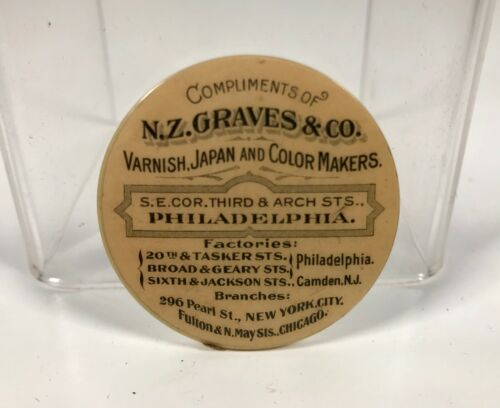 COMPLIMENTS OF
N.Z. GRAVES & CO.
VARNISH, JAPAN AND COLOR MAKERS.
S.E. COR. THIRD & ARCH STS.,
PHILADELPHIA.
Factories:
20TH & TASKER STS. Philadelphia.
BROAD & GEARY STS.
SIXTH & JACKSON STS., Camden, N.J.
Branches:
296 Pearl St., NEW YORK, CITY.
Fulton & N. May Sts., CHICAGO.